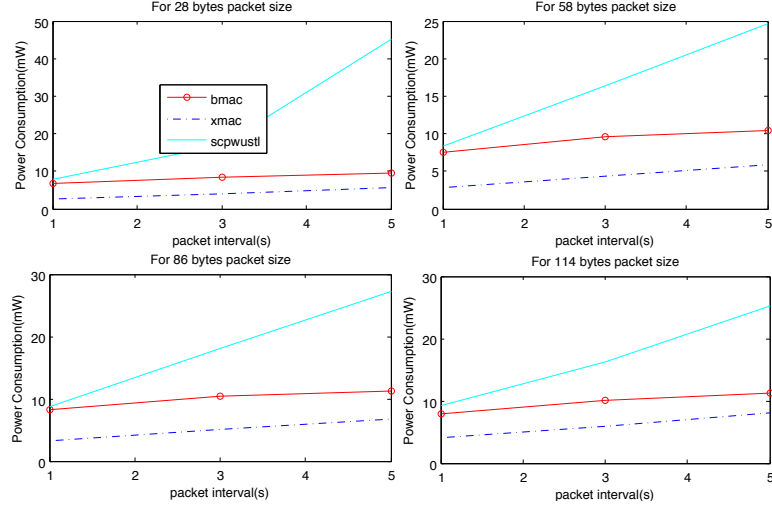 For 28 bytes packet size
50
40
30
20
10
0
Power Consumption(mW)
bmac
xmac
scpwustl
1 2 3 4 5
packet interval(s)
For 58 bytes packet size
25
20
15
10
5
0
Power Consumption(mW)
1 2 3 4 5
packet interval(s)
For 86 bytes packet size
30
20
10
0
Power Consumption(mW)
1 2 3 4 5
packet interval(s)
For 114 bytes packet size
30
20
10
0
Power Consumption(mW)
1 2 3 4 5
packet interval(s)